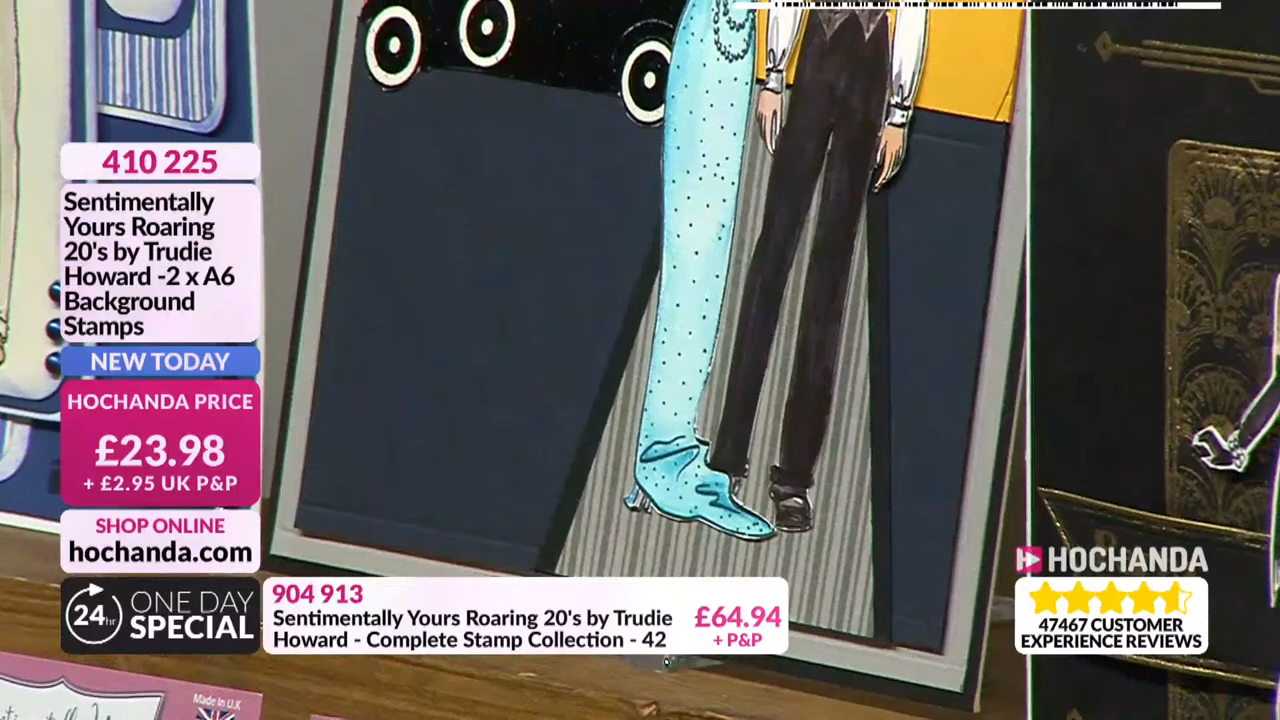 410 225
Sentimentally
Yours Roaring
20's by Trudie
Howard -2 x A6
Background
Stamps
NEW TODAY
HOCHANDA PRICE
£23.98
+ £2.95 UK P&P
SHOP ONLINE
hochanda.com
24hr
ONE DAY
SPECIAL
904 913
Sentimentally Yours Roaring 20's by Trudie
Howard - Complete Stamp Collection - 42
£64.94
+ P&P
HOCHANDA
47467 CUSTOMER
EXPERIENCE REVIEWS
Made In U.K